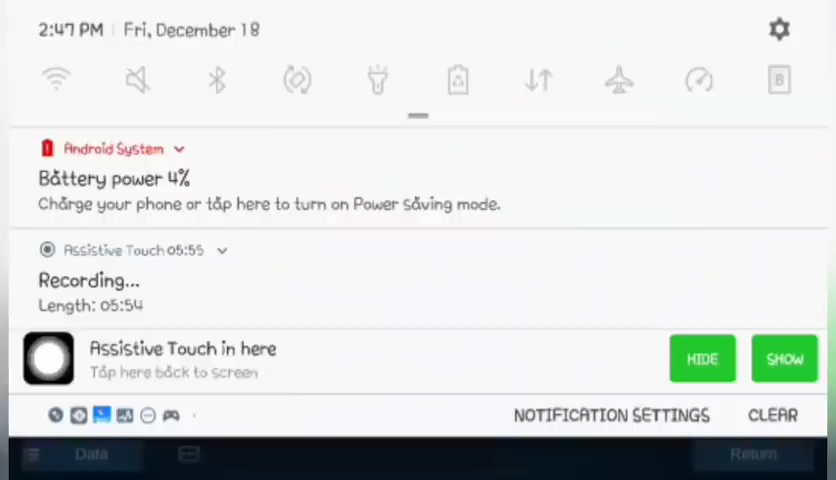 2:47 PM | Fri, December 18
B
Android System
Battery power 4%
Charge your phone or tap here to turn on Power saving mode.
Assistive Touch 05:55
Recording...
Length: 05:54
Assistive Touch in here
Tap here back to screen
HIDE
SHOW
NOTIFICATION SETTINGS
CLEAR
Data
Return